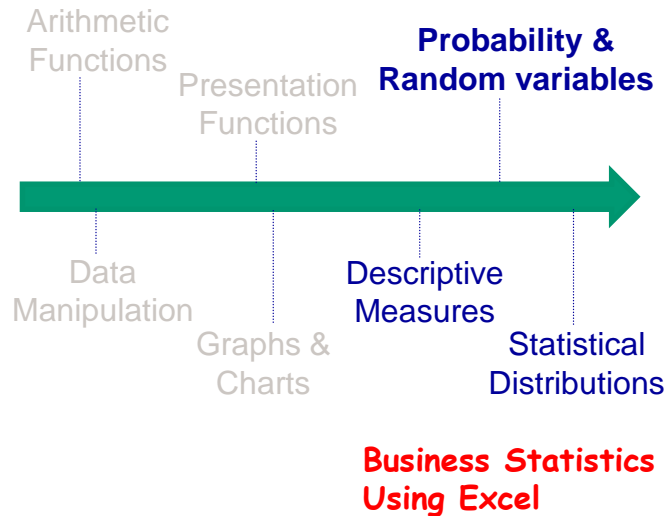 Arithmetic
Functions
Presentation
Functions
Probability &
Random variables
Data
Manipulation
Graphs &
Charts
Descriptive
Measures
Statistical
Distributions
Business Statistics
Using Excel